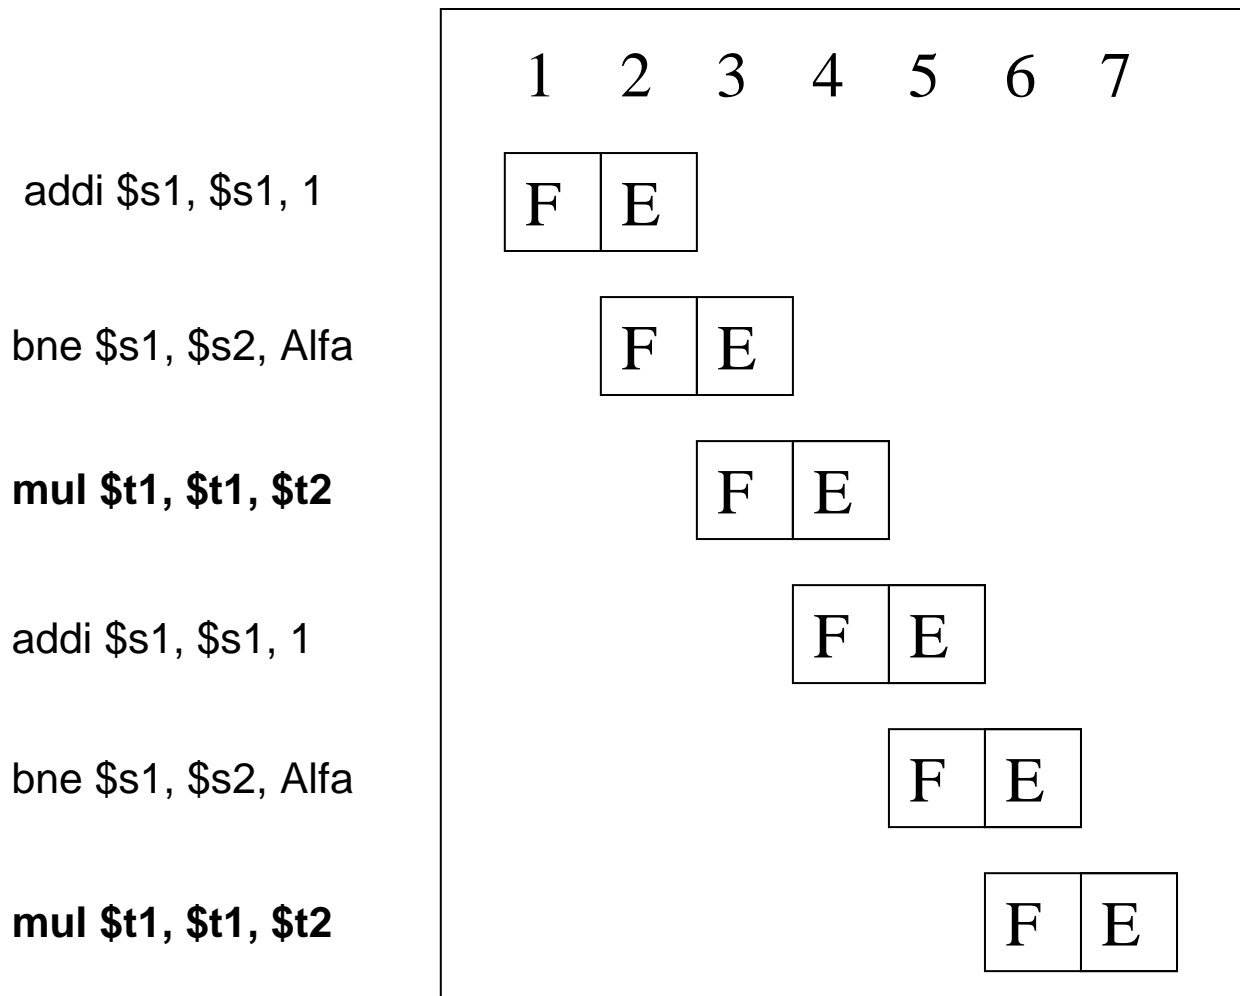 1 2 3 4 5 6 7
addi $s1, $s1, 1 F E
bne $s1, $s2, Alfa F E
mul $t1, $t1, $t2 F E
addi $s1, $s1, 1 F E
bne $s1, $s2, Alfa F E
mul $t1, $t1, $t2 F E